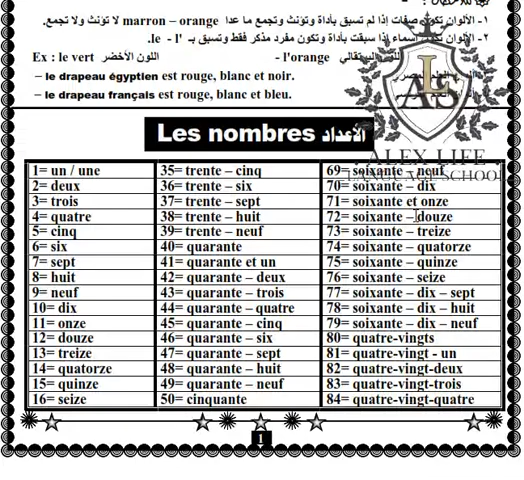 ١- الألوان تكون صفات إذا لم تسبق بأداة وتؤنث وتجمع ما عدا marron – orange لا تؤنث ولا تجمع.
٢- الألوان تكون أسماء إذا سبقت بأداة وتكون مفرد مذكر فقط وتسبق بـ le - l'.
Ex : le vert اللون الأخضر - l'orange اللون البرتقالي
– le drapeau égyptien est rouge, blanc et noir.
– le drapeau français est rouge, blanc et bleu.
Les nombres الأعداد
ALEX LIFE
LANGUAGE SCHOOL
1= un / une 35= trente – cinq 69= soixante – neuf
2= deux 36= trente – six 70= soixante – dix
3= trois 37= trente – sept 71= soixante et onze
4= quatre 38= trente – huit 72= soixante – douze
5= cinq 39= trente – neuf 73= soixante – treize
6= six 40= quarante 74= soixante – quatorze
7= sept 41= quarante et un 75= soixante – quinze
8= huit 42= quarante – deux 76= soixante – seize
9= neuf 43= quarante – trois 77= soixante – dix – sept
10= dix 44= quarante – quatre 78= soixante – dix – huit
11= onze 45= quarante – cinq 79= soixante – dix – neuf
12= douze 46= quarante – six 80= quatre-vingts
13= treize 47= quarante – sept 81= quatre-vingt - un
14= quatorze 48= quarante – huit 82= quatre-vingt-deux
15= quinze 49= quarante – neuf 83= quatre-vingt-trois
16= seize 50= cinquante 84= quatre-vingt-quatre
1